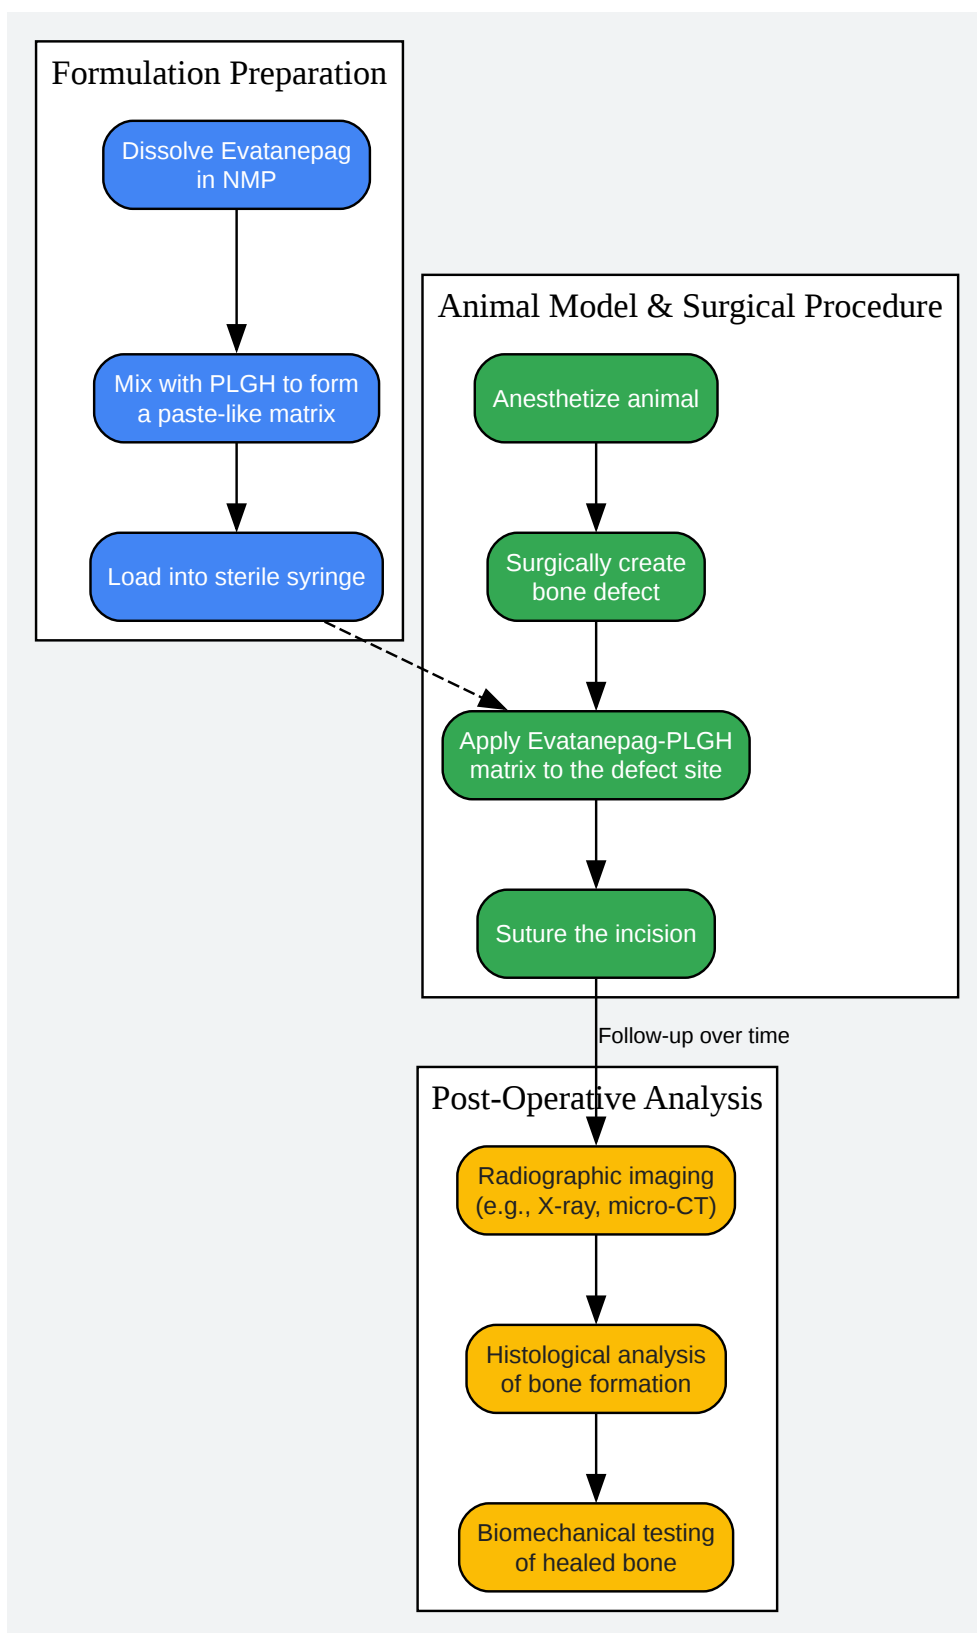 Formulation Preparation
Dissolve Evatanepag
in NMP
Mix with PLGH to form
a paste-like matrix
Load into sterile syringe
Animal Model & Surgical Procedure
Anesthetize animal
Surgically create
bone defect
Apply Evatanepag-PLGH
matrix to the defect site
Suture the incision
Follow-up over time
Post-Operative Analysis
Radiographic imaging
(e.g., X-ray, micro-CT)
Histological analysis
of bone formation
Biomechanical testing
of healed bone